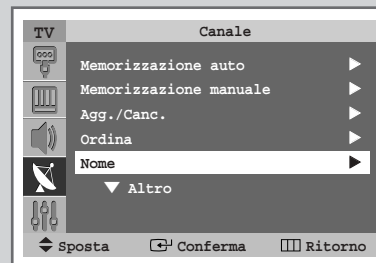 TV Canale
Memorizzazione auto
Memorizzazione manuale
Agg./Canc.
Ordina
Nome
Altro
Sposta Conferma Ritorno